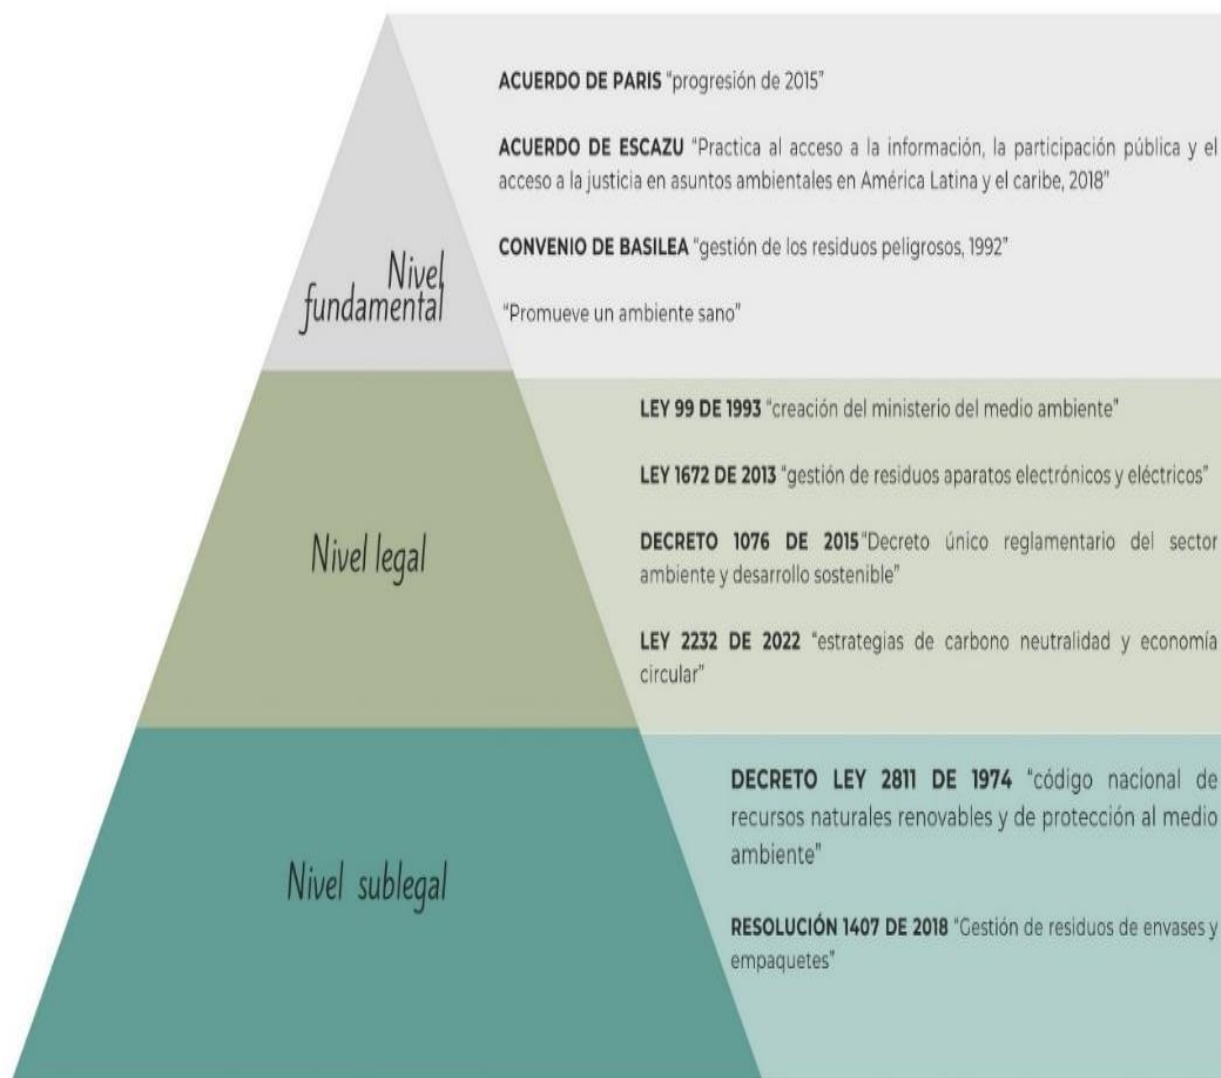 ACUERDO DE PARIS “progresión de 2015”
ACUERDO DE ESCAZU “Practica al acceso a la información, la participación pública y el
acceso a la justicia en asuntos ambientales en América Latina y el caribe, 2018”
CONVENIO DE BASILEA “gestión de los residuos peligrosos, 1992”
“Promueve un ambiente sano”
Nivel
fundamental
LEY 99 DE 1993 “creación del ministerio del medio ambiente”
LEY 1672 DE 2013 “gestión de residuos aparatos electrónicos y eléctricos”
DECRETO 1076 DE 2015“Decreto único reglamentario del sector
ambiente y desarrollo sostenible”
LEY 2232 DE 2022 “estrategias de carbono neutralidad y economía
circular”
Nivel legal
DECRETO LEY 2811 DE 1974 “código nacional de
recursos naturales renovables y de protección al medio
ambiente”
RESOLUCIÓN 1407 DE 2018 “Gestión de residuos de envases y
empaquetes”
Nivel sublegal